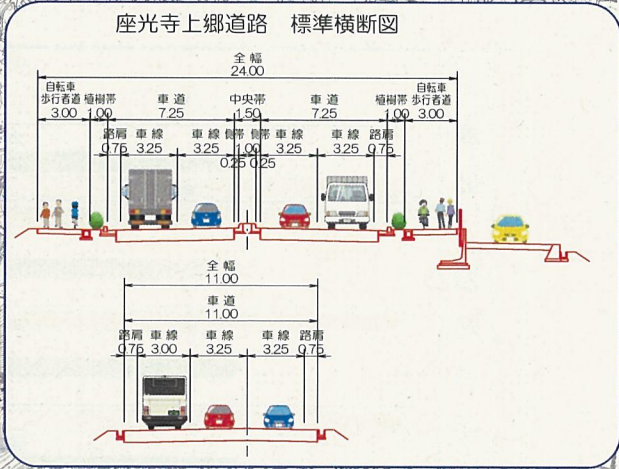 座光寺上郷道路 標準横断図
全幅
24.00
自転車
歩行者道 植樹帯 車道 中央帯 車道 植樹帯 自転車
歩行者道
3.00 1.00 7.25 1.50 7.25 1.00 3.00
路肩 車線 車線 側帯 側帯 車線 車線 路肩
0.75 3.25 3.25 1.00 3.25 3.25 0.75
0.25 0.25
全幅
11.00
車道
11.00
路肩 車線 車線 車線 路肩
0.75 3.00 3.25 3.25 0.75